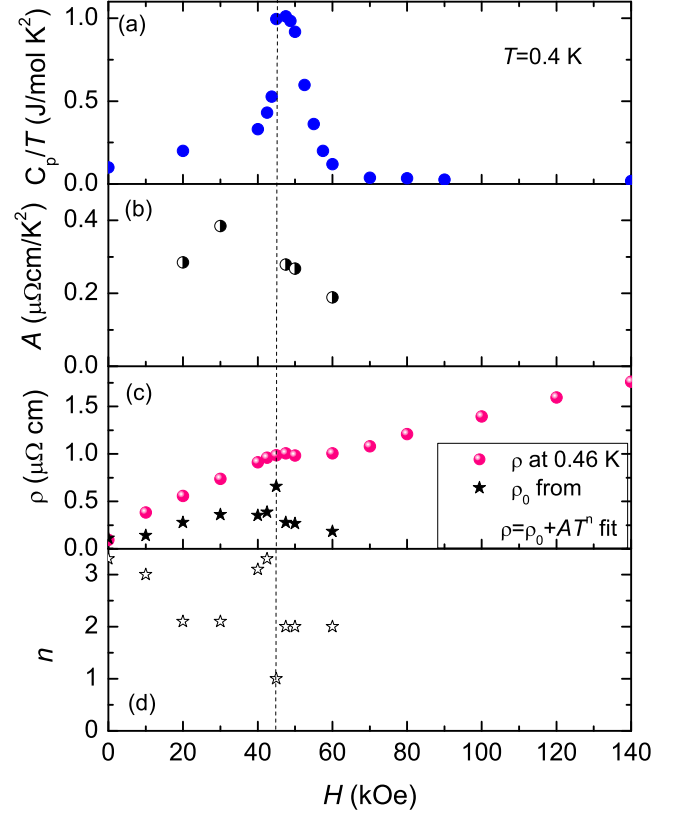 (a)
T=0.4 K
1.0
0.5
0.0
C_p/T (J/mol K²)
(b)
0.4
0.2
0.0
A (μΩcm/K²)
(c)
1.5
1.0
0.5
0.0
ρ (μΩ cm)
ρ at 0.46 K
ρ₀ from
ρ=ρ₀+ATⁿ fit
3
2
1
0
n
(d)
0 20 40 60 80 100 120 140
H (kOe)